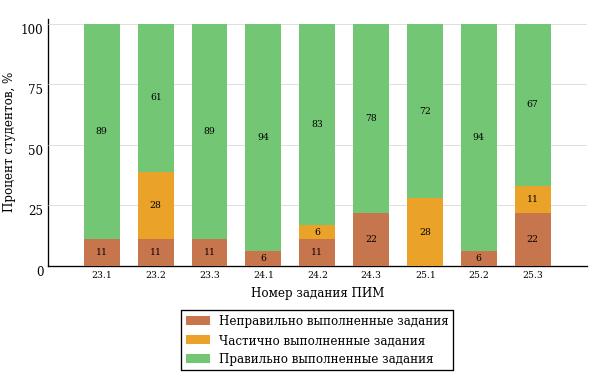 Процент студентов, %
100
75
50
25
0
89 61 89 94 83 78 72 94 67
28 6 28 11
11 11 11 6 11 22 6 22
23.1 23.2 23.3 24.1 24.2 24.3 25.1 25.2 25.3
Номер задания ПИМ
Неправильно выполненные задания
Частично выполненные задания
Правильно выполненные задания